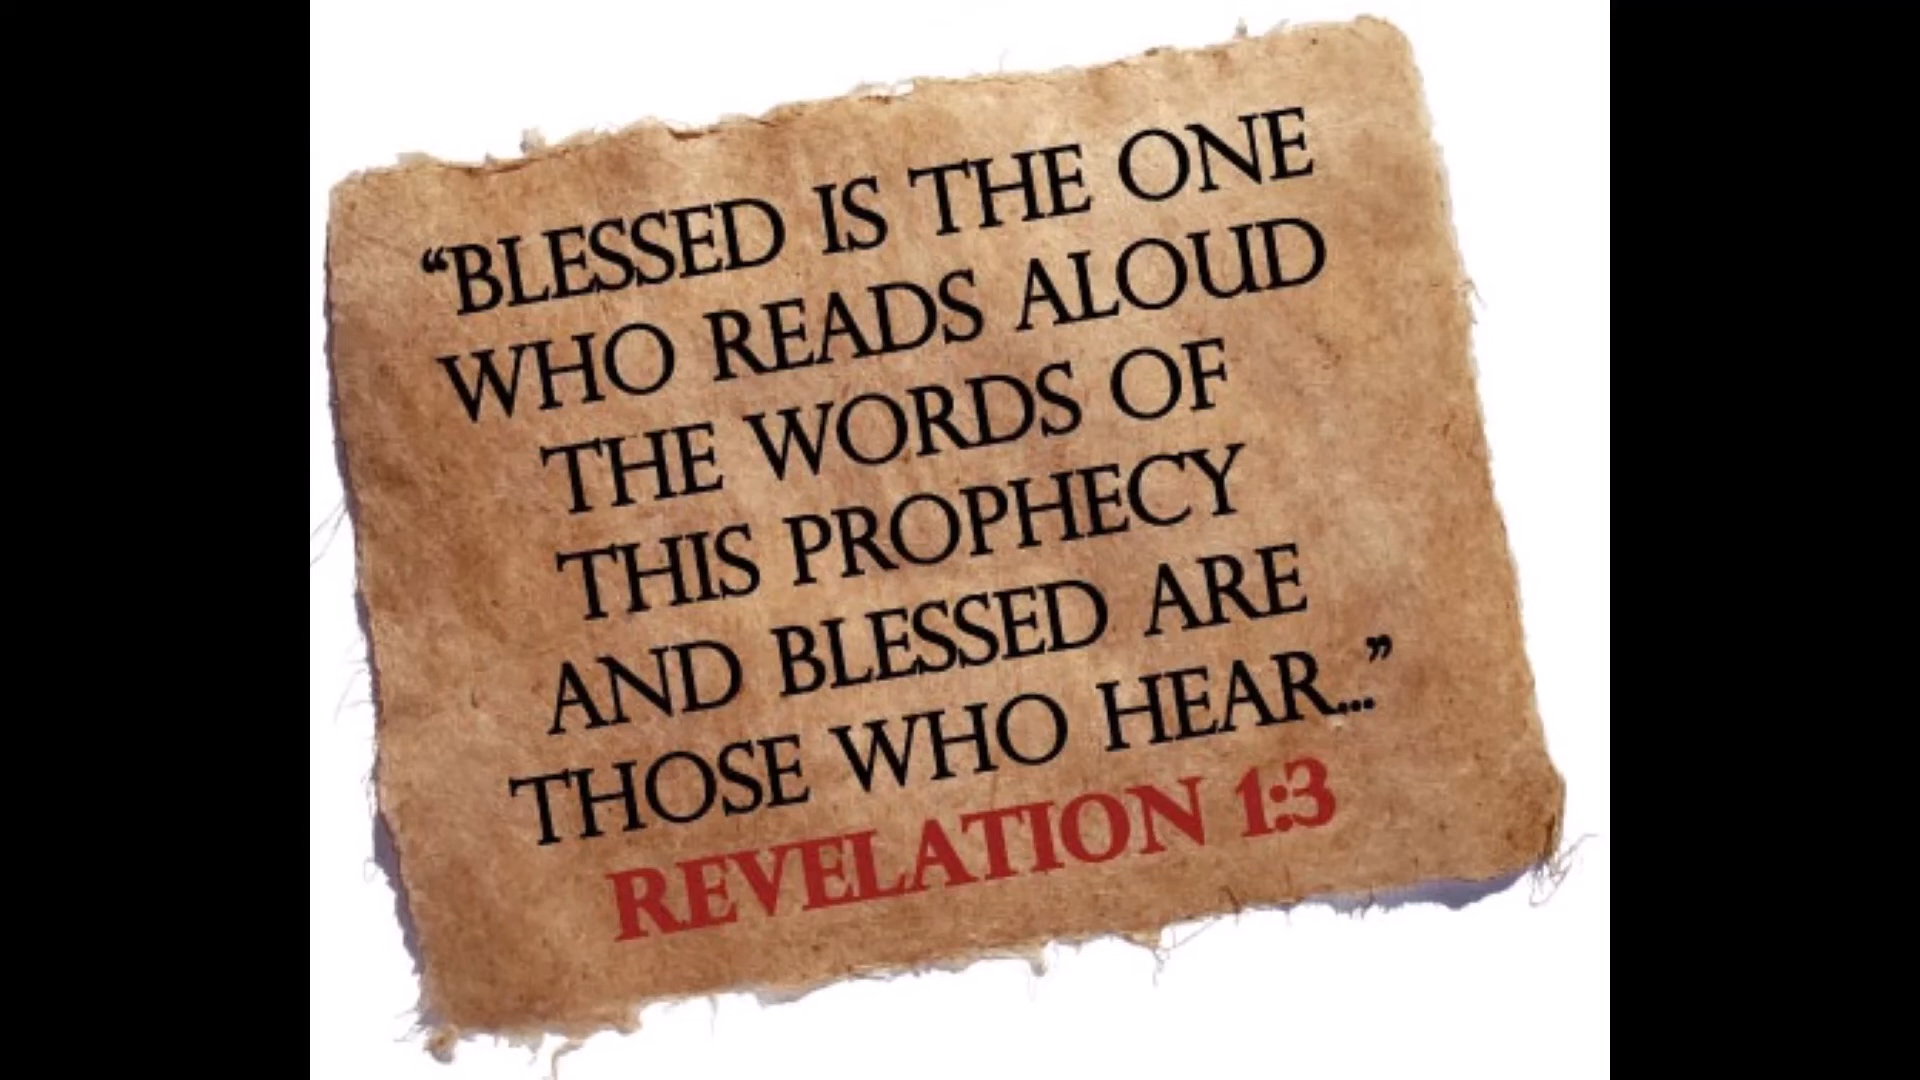 “BLESSED IS THE ONE
WHO READS ALOUD
THE WORDS OF
THIS PROPHECY
AND BLESSED ARE
THOSE WHO HEAR...”
REVELATION 1:3